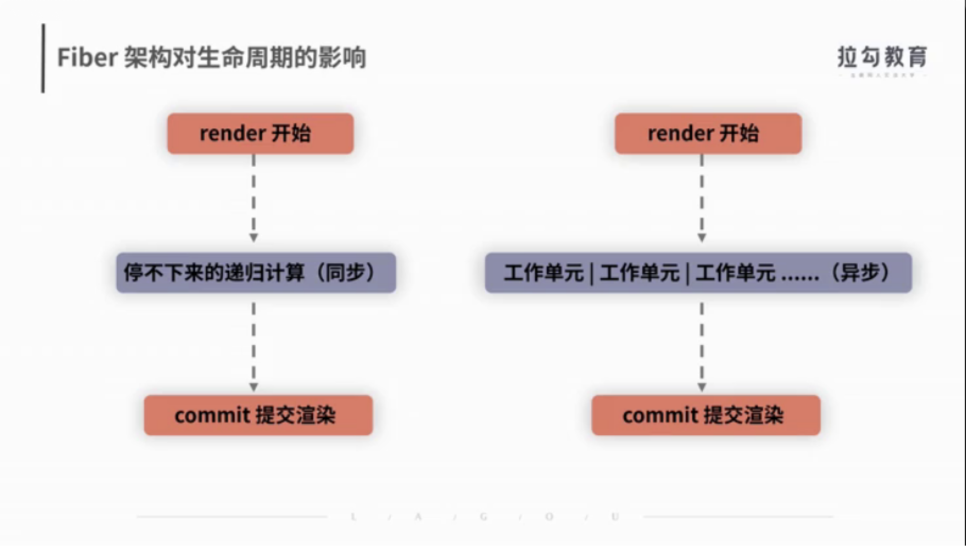 Fiber 架构对生命周期的影响
拉勾教育
render 开始
render 开始
停不下来的递归计算（同步）
工作单元 | 工作单元 | 工作单元 ......（异步）
commit 提交渲染
commit 提交渲染
L / A / G O / U